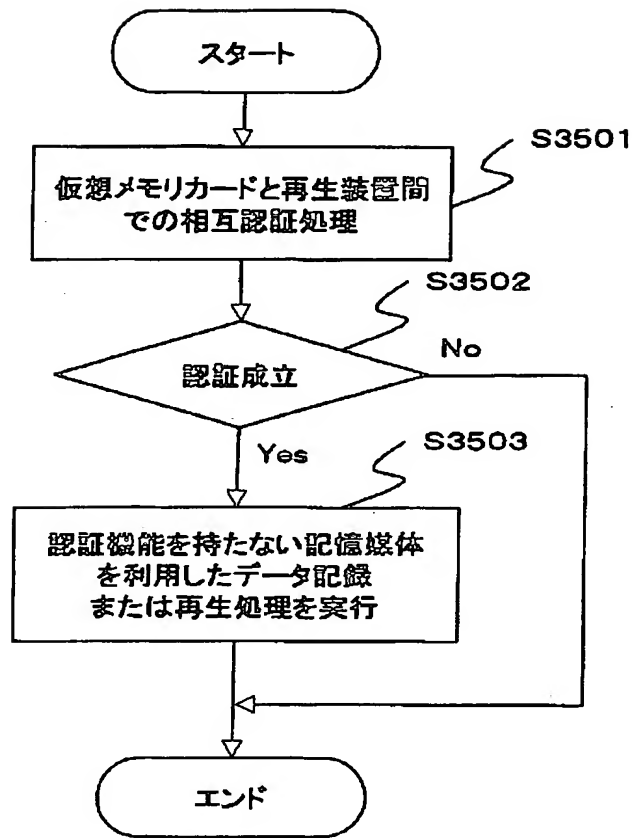 スタート
S3501
仮想メモリカードと再生装置間
での相互認証処理
S3502
認証成立
No
Yes
S3503
認証機能を持たない記憶媒体
を利用したデータ記録
または再生処理を実行
エンド